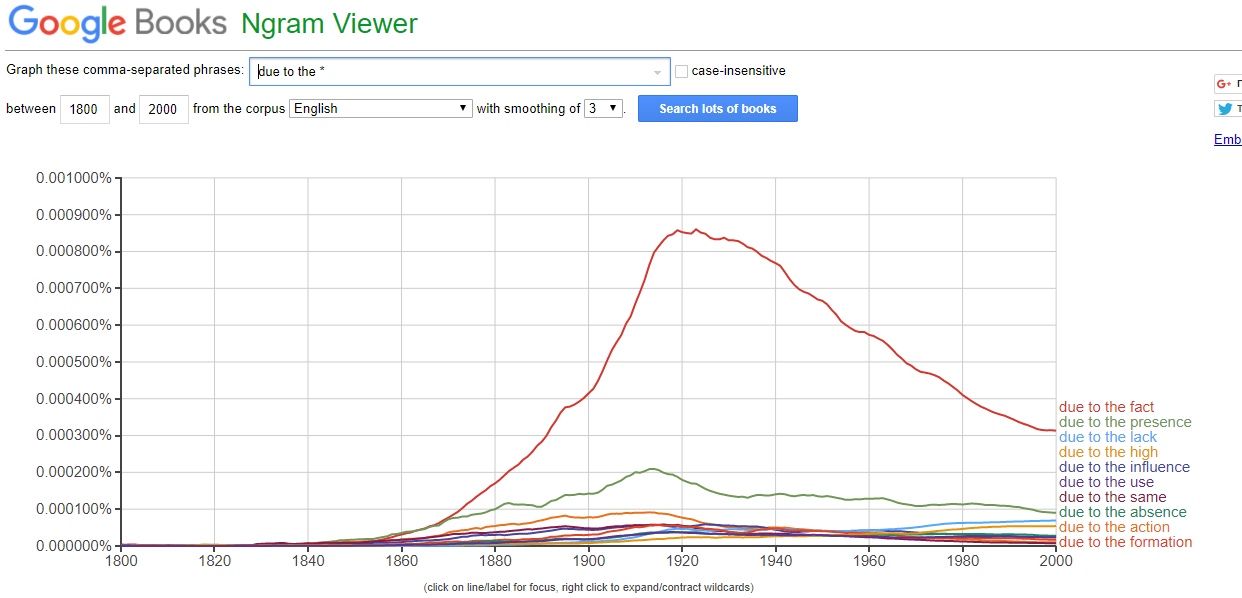 Google Books Ngram Viewer
Graph these comma-separated phrases: due to the * case-insensitive
between 1800 and 2000 from the corpus English with smoothing of 3 . Search lots of books
G+
Emb
0.001000%
0.000900%
0.000800%
0.000700%
0.000600%
0.000500%
0.000400%
0.000300%
0.000200%
0.000100%
0.000000%
due to the fact
due to the presence
due to the lack
due to the high
due to the influence
due to the use
due to the same
due to the absence
due to the action
due to the formation
1800 1820 1840 1860 1880 1900 1920 1940 1960 1980 2000
(click on line/label for focus, right click to expand/contract wildcards)